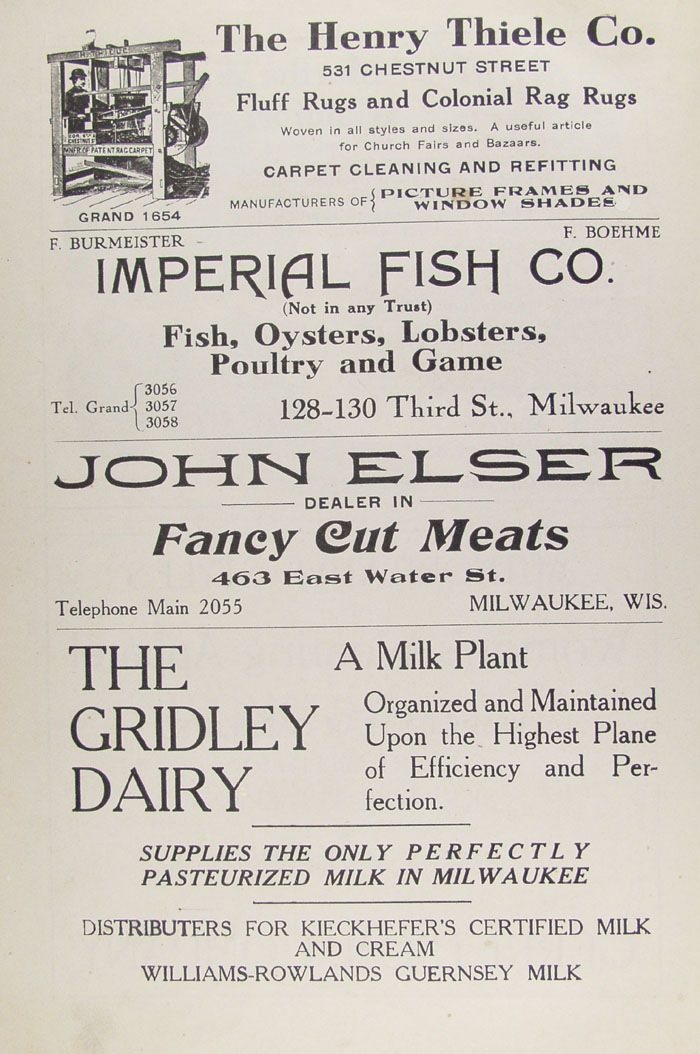 The Henry Thiele Co.
531 CHESTNUT STREET
Fluff Rugs and Colonial Rag Rugs
Woven in all styles and sizes. A useful article
for Church Fairs and Bazaars.
CARPET CLEANING AND REFITTING
MANUFACTURERS OF { PICTURE FRAMES AND
WINDOW SHADES
CHESTNUT ST
OF PATENT RAG CARPET
GRAND 1654
F. BURMEISTER F. BOEHME
IMPERIAL FISH CO.
(Not in any Trust)
Fish, Oysters, Lobsters,
Poultry and Game
Tel. Grand { 3056
3057
3058
128-130 Third St., Milwaukee
JOHN ELSER
DEALER IN
Fancy Cut Meats
463 East Water St.
Telephone Main 2055 MILWAUKEE, WIS.
THE
GRIDLEY
DAIRY
A Milk Plant
Organized and Maintained
Upon the Highest Plane
of Efficiency and Per-
fection.
SUPPLIES THE ONLY PERFECTLY
PASTEURIZED MILK IN MILWAUKEE
DISTRIBUTERS FOR KIECKHEFER'S CERTIFIED MILK
AND CREAM
WILLIAMS-ROWLANDS GUERNSEY MILK